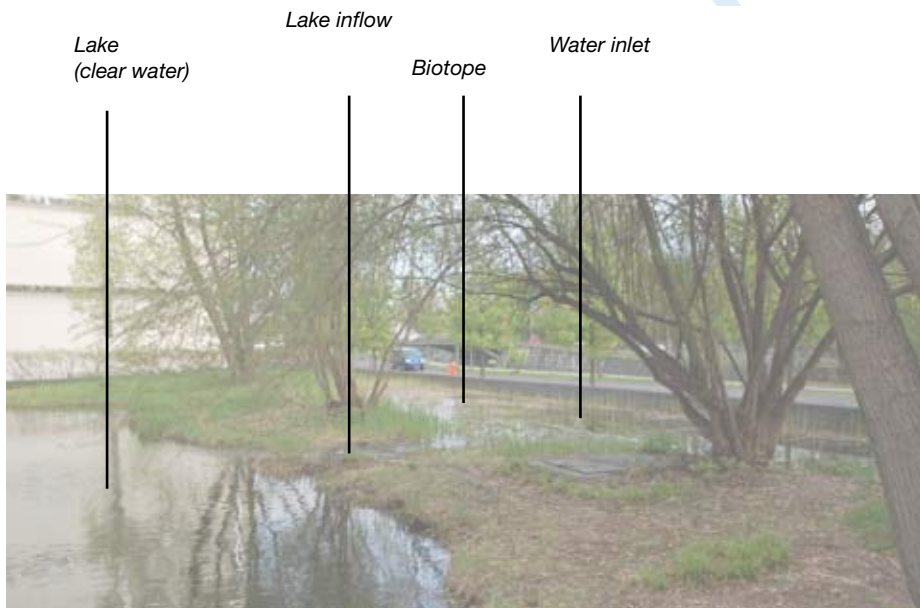 Lake inflow
Lake
(clear water)
Biotope
Water inlet